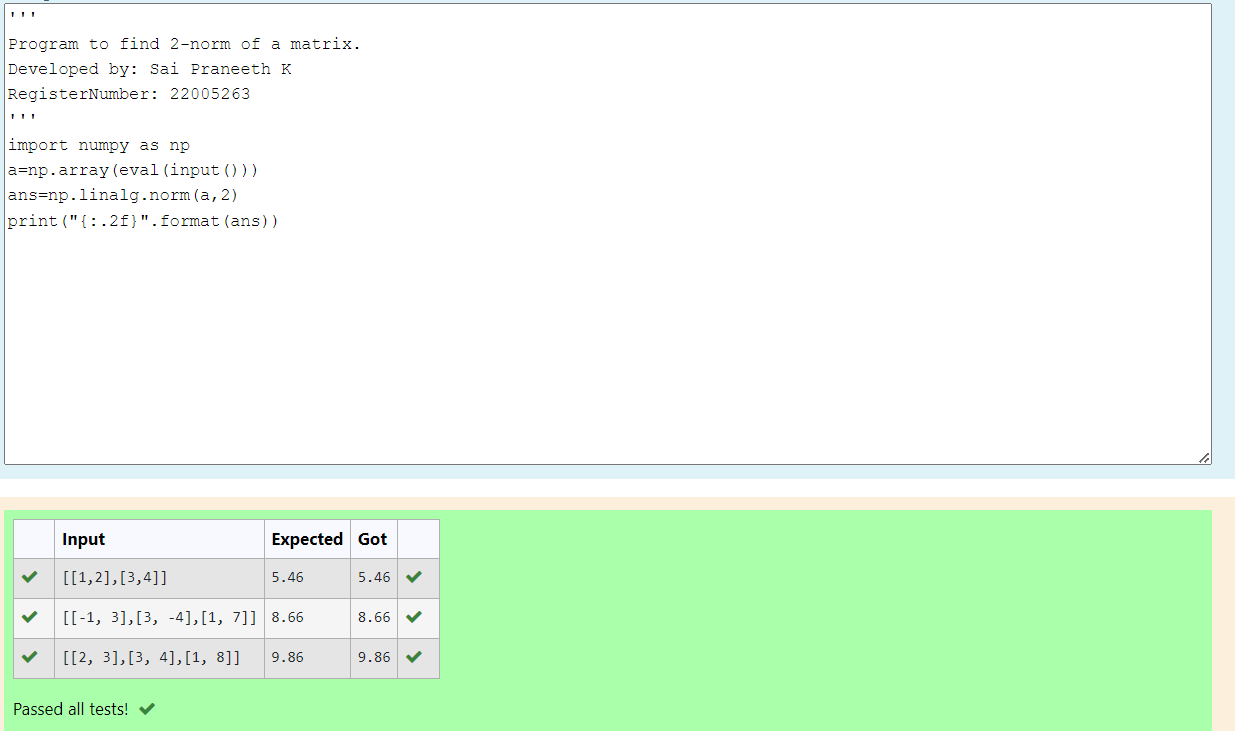 '''
Program to find 2-norm of a matrix.
Developed by: Sai Praneeth K
RegisterNumber: 22005263
'''
import numpy as np
a=np.array(eval(input()))
ans=np.linalg.norm(a,2)
print("{:.2f}".format(ans))
Input Expected Got
[[1,2],[3,4]] 5.46 5.46
[[-1, 3],[3, -4],[1, 7]] 8.66 8.66
[[2, 3],[3, 4],[1, 8]] 9.86 9.86
Passed all tests!